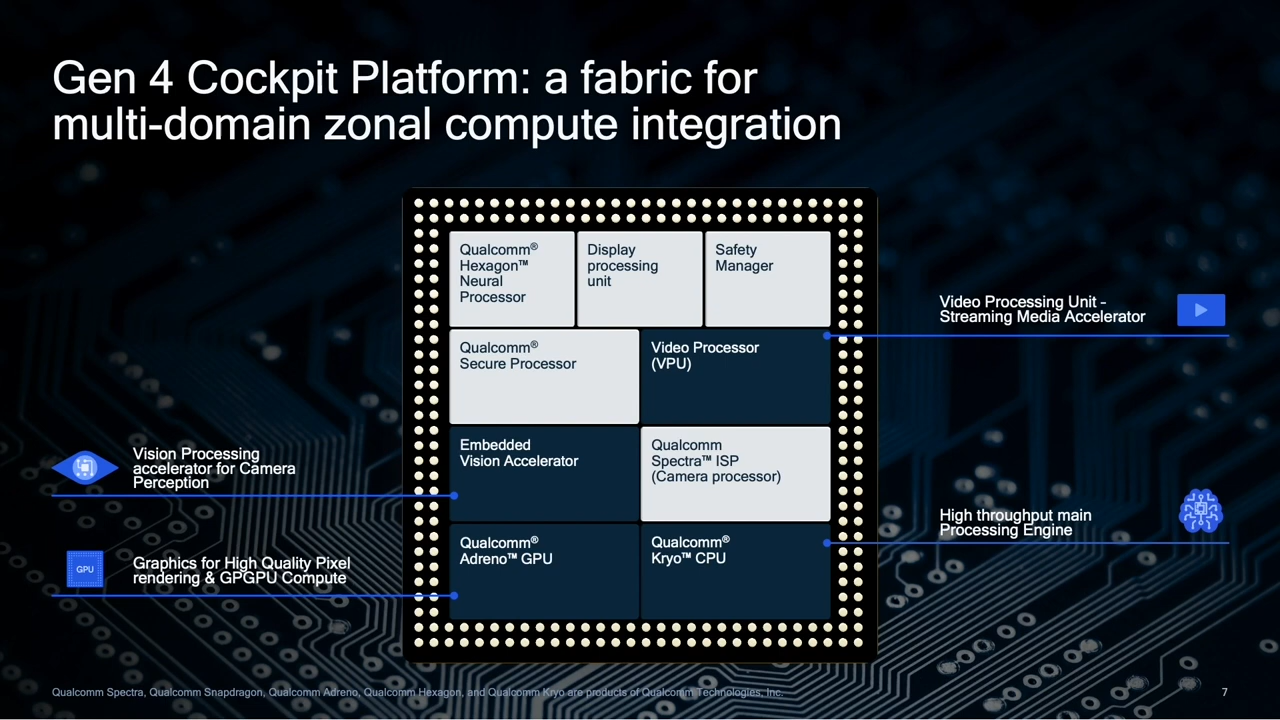 Gen 4 Cockpit Platform: a fabric for
multi-domain zonal compute integration
Qualcomm®
Hexagon™
Neural
Processor
Display
processing
unit
Safety
Manager
Qualcomm®
Secure Processor
Video Processor
(VPU)
Video Processing Unit –
Streaming Media Accelerator
Embedded
Vision Accelerator
Qualcomm
Spectra™ ISP
(Camera processor)
Vision Processing
accelerator for Camera
Perception
Qualcomm®
Adreno™ GPU
Qualcomm®
Kryo™ CPU
High throughput main
Processing Engine
GPU
Graphics for High Quality Pixel
rendering & GPGPU Compute
Qualcomm Spectra, Qualcomm Snapdragon, Qualcomm Adreno, Qualcomm Hexagon, and Qualcomm Kryo are products of Qualcomm Technologies, Inc.
7